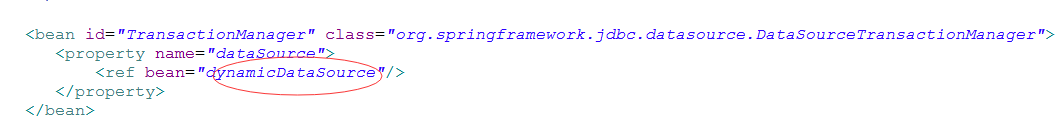 <bean id="TransactionManager" class="org.springframework.jdbc.datasource.DataSourceTransactionManager">
<property name="dataSource">
<ref bean="dynamicDataSource"/>
</property>
</bean>